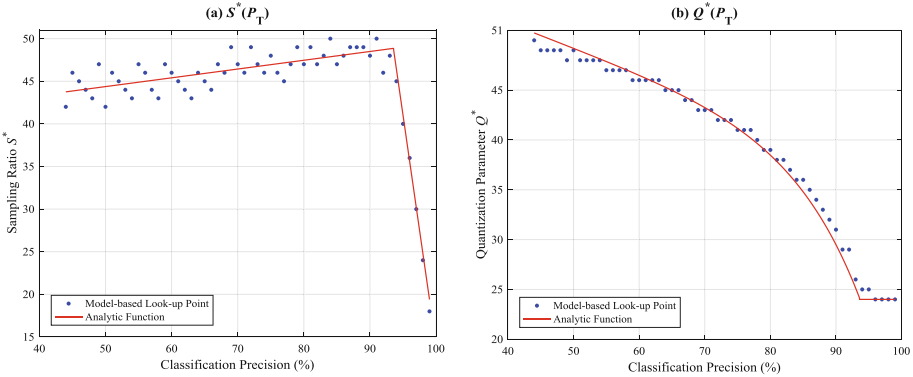 (a) S*(P_T)
50
45
40
35
30
25
20
15
40
50
60
70
80
90
100
Sampling Ratio S*
Classification Precision (%)
Model-based Look-up Point
Analytic Function
(b) Q*(P_T)
51
45
40
35
30
25
20
40
50
60
70
80
90
100
Quantization Parameter Q*
Classification Precision (%)
Model-based Look-up Point
Analytic Function